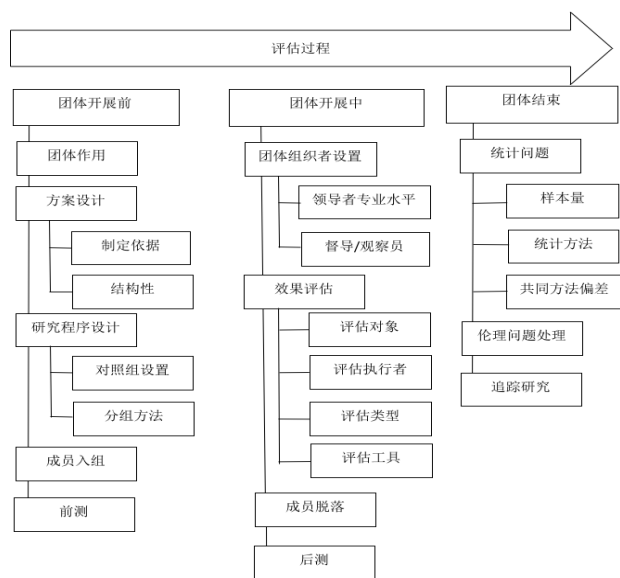 评估过程
团体开展前
团体作用
方案设计
制定依据
结构性
研究程序设计
对照组设置
分组方法
成员入组
前测
团体开展中
团体组织者设置
领导者专业水平
督导/观察员
效果评估
评估对象
评估执行者
评估类型
评估工具
成员脱落
后测
团体结束
统计问题
样本量
统计方法
共同方法偏差
伦理问题处理
追踪研究